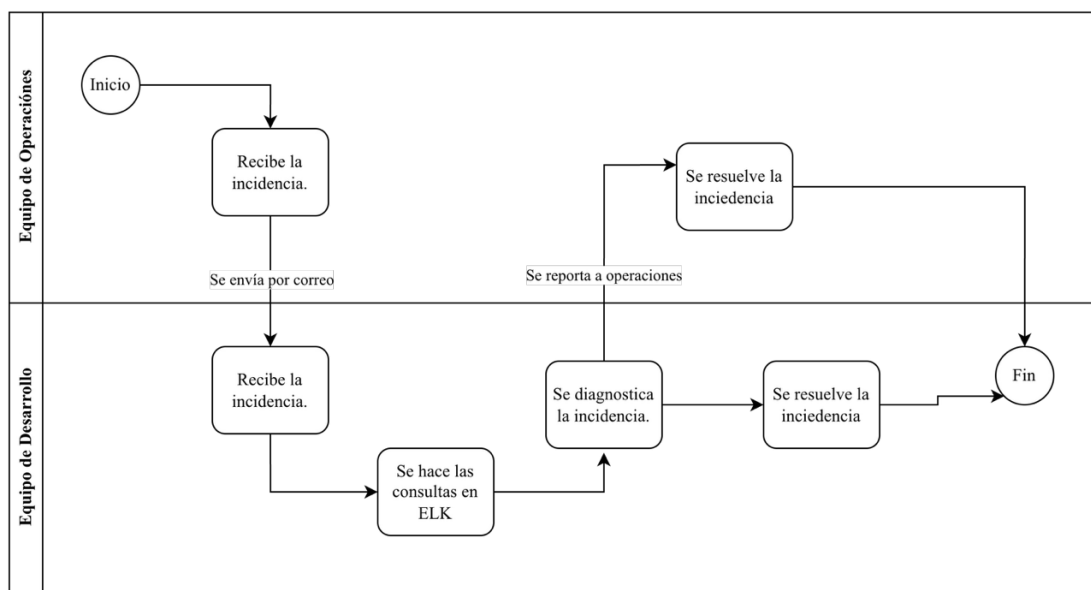 Equipo de Operaciónes
Inicio
Recibe la
incidencia.
Se resuelve la
inciedencia
Se envía por correo
Se reporta a operaciones
Equipo de Desarrollo
Recibe la
incidencia.
Se hace las
consultas en
ELK
Se diagnostica
la incidencia.
Se resuelve la
inciedencia
Fin